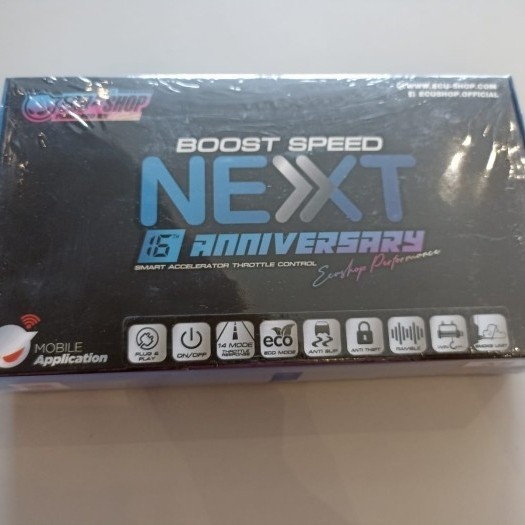 ECU-SHOP
WWW.ECU-SHOP.COM
ECUSHOP.OFFICIAL
BOOST SPEED
NEXT
16TH ANNIVERSARY
SMART ACCELERATOR THROTTLE CONTROL
Ecushop Performance
MOBILE
Application
PLUG &
PLAY
ON/OFF
14 MODE
THROTTLE
eco
ECO MODE
ANTI SLIP
ANTI THEFT